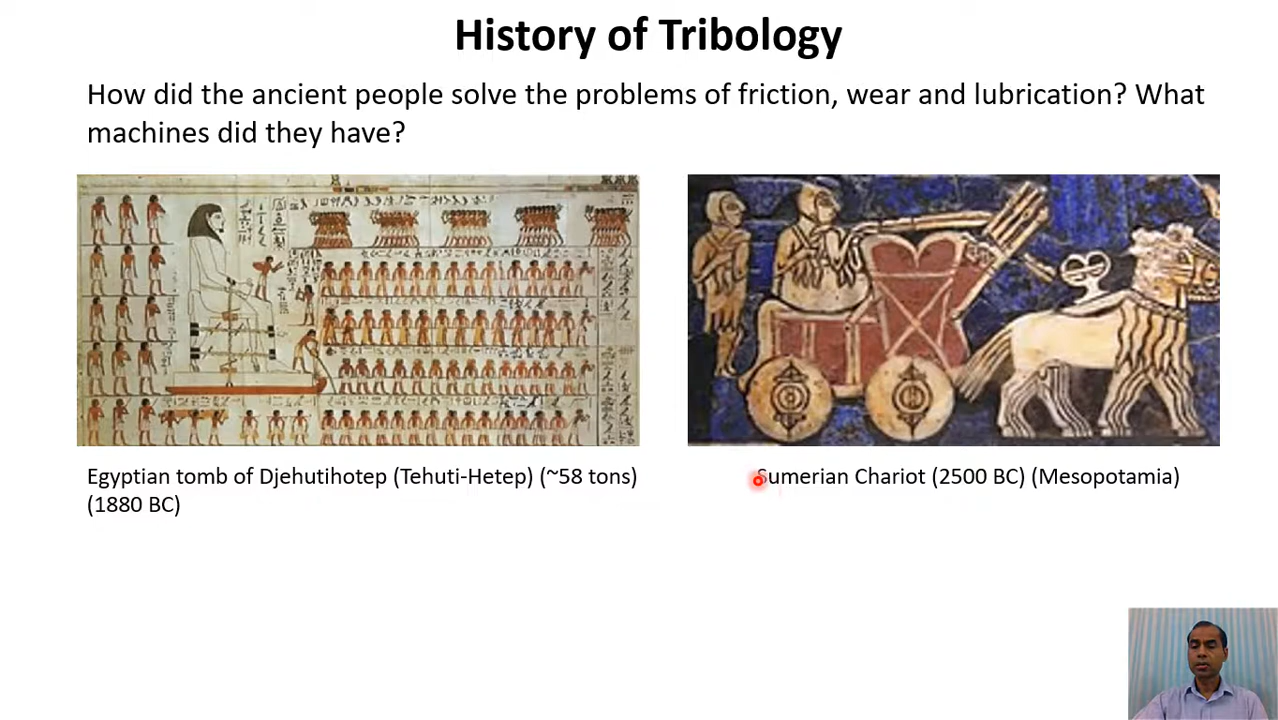 History of Tribology
How did the ancient people solve the problems of friction, wear and lubrication? What
machines did they have?
Egyptian tomb of Djehutihotep (Tehuti-Hetep) (~58 tons)
(1880 BC)
Sumerian Chariot (2500 BC) (Mesopotamia)